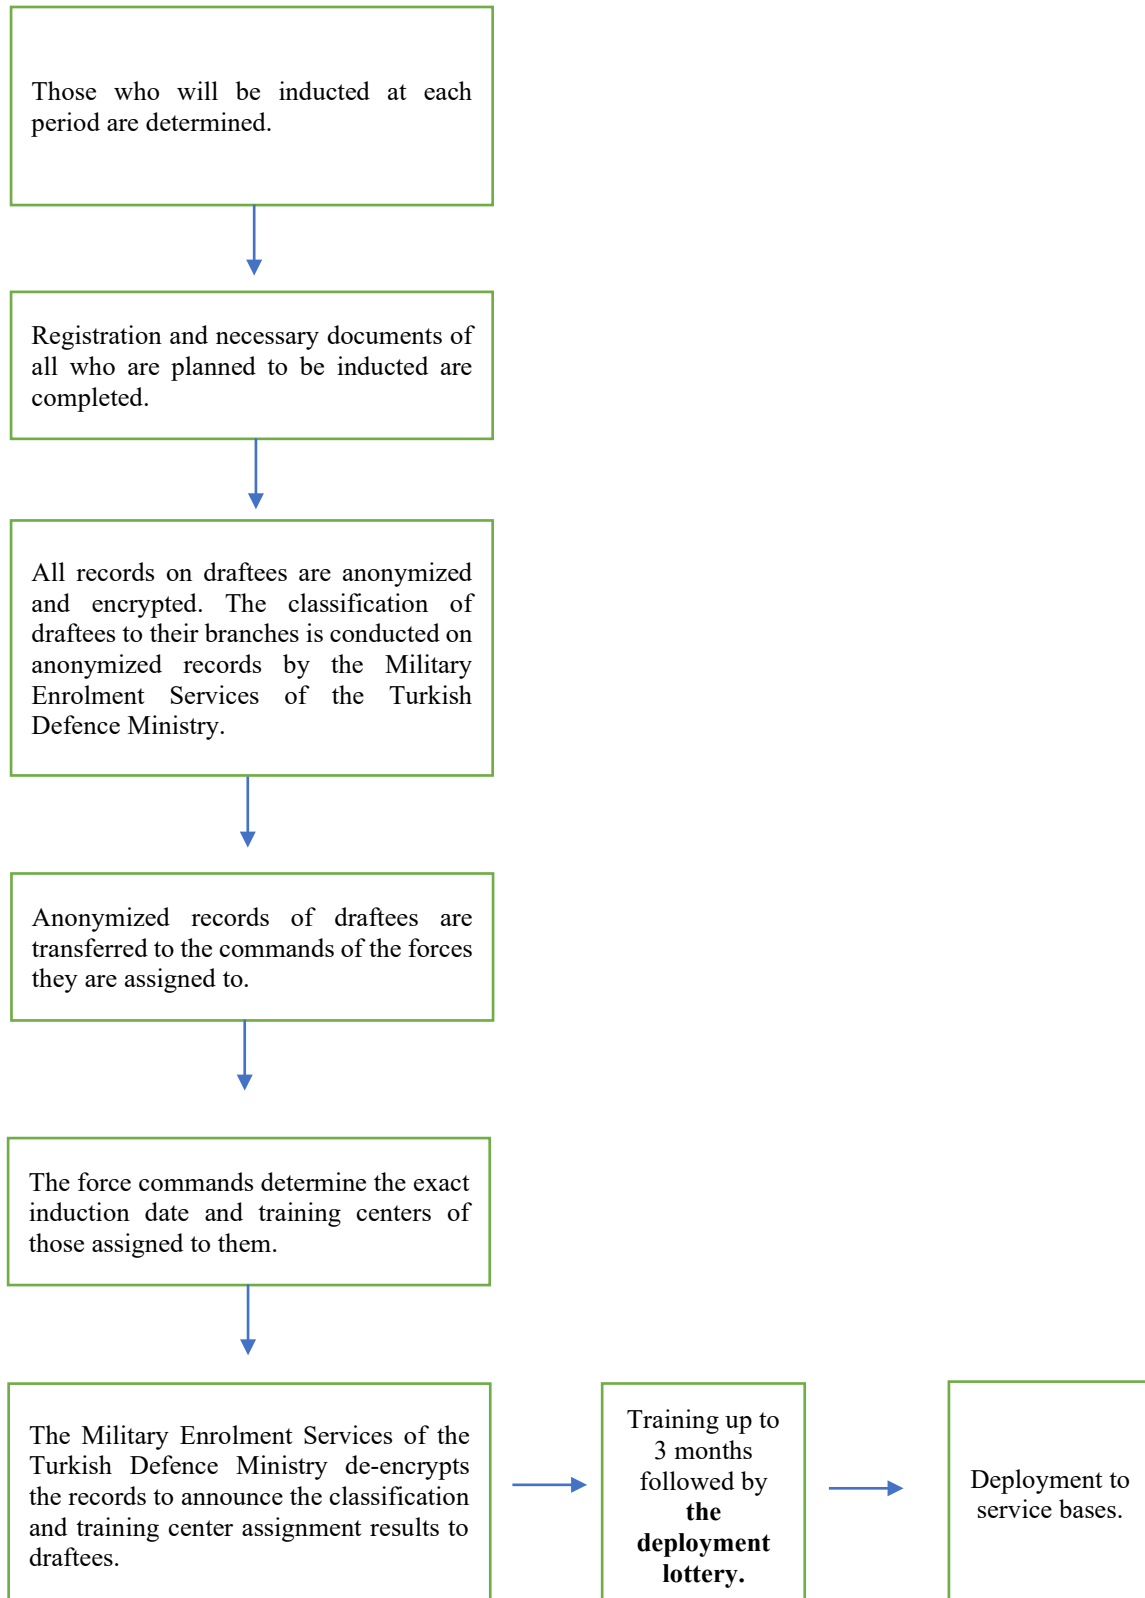 Those who will be inducted at each
period are determined.
Registration and necessary documents of
all who are planned to be inducted are
completed.
All records on draftees are anonymized
and encrypted. The classification of
draftees to their branches is conducted on
anonymized records by the Military
Enrolment Services of the Turkish
Defence Ministry.
Anonymized records of draftees are
transferred to the commands of the forces
they are assigned to.
The force commands determine the exact
induction date and training centers of
those assigned to them.
The Military Enrolment Services of the
Turkish Defence Ministry de-encrypts
the records to announce the classification
and training center assignment results to
draftees.
Training up to
3 months
followed by
the
deployment
lottery.
Deployment to
service bases.